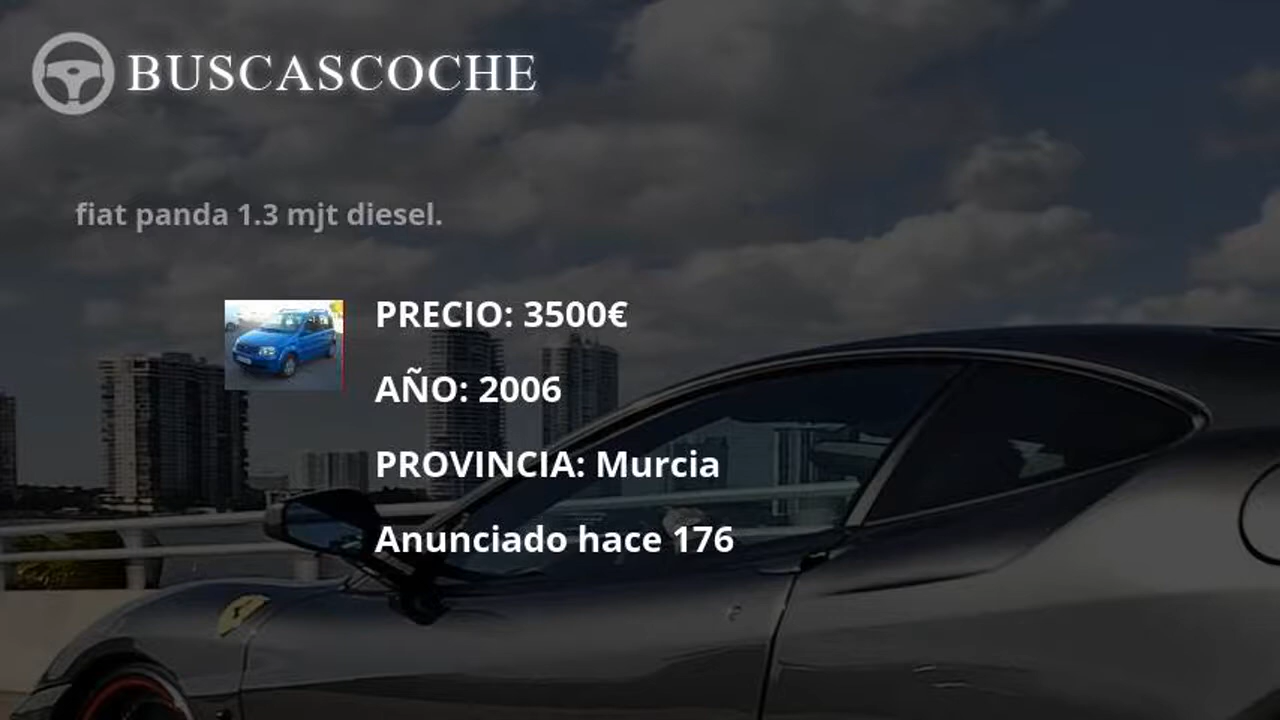 BUSCASCOCHE
fiat panda 1.3 mjt diesel.
PRECIO: 3500€
AÑO: 2006
PROVINCIA: Murcia
Anunciado hace 176